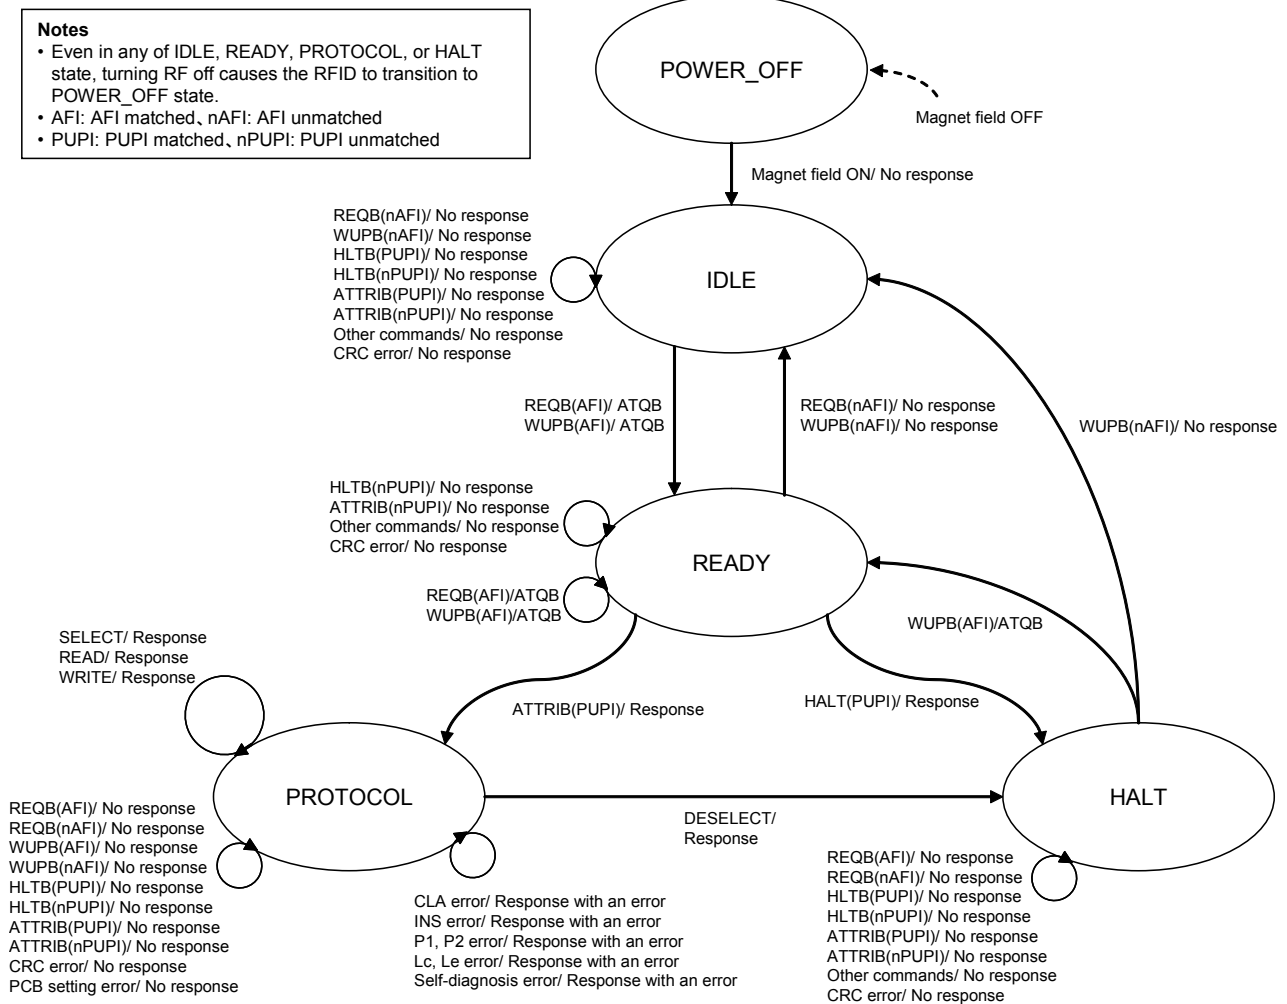 Notes
• Even in any of IDLE, READY, PROTOCOL, or HALT
state, turning RF off causes the RFID to transition to
POWER_OFF state.
• AFI: AFI matched、nAFI: AFI unmatched
• PUPI: PUPI matched、nPUPI: PUPI unmatched
POWER_OFF
Magnet field OFF
Magnet field ON/ No response
REQB(nAFI)/ No response
WUPB(nAFI)/ No response
HLTB(PUPI)/ No response
HLTB(nPUPI)/ No response
ATTRIB(PUPI)/ No response
ATTRIB(nPUPI)/ No response
Other commands/ No response
CRC error/ No response
IDLE
REQB(AFI)/ ATQB
WUPB(AFI)/ ATQB
REQB(nAFI)/ No response
WUPB(nAFI)/ No response
WUPB(nAFI)/ No response
HLTB(nPUPI)/ No response
ATTRIB(nPUPI)/ No response
Other commands/ No response
CRC error/ No response
READY
REQB(AFI)/ATQB
WUPB(AFI)/ATQB
WUPB(AFI)/ATQB
SELECT/ Response
READ/ Response
WRITE/ Response
ATTRIB(PUPI)/ Response
HALT(PUPI)/ Response
PROTOCOL
HALT
DESELECT/
Response
REQB(AFI)/ No response
REQB(nAFI)/ No response
WUPB(AFI)/ No response
WUPB(nAFI)/ No response
HLTB(PUPI)/ No response
HLTB(nPUPI)/ No response
ATTRIB(PUPI)/ No response
ATTRIB(nPUPI)/ No response
CRC error/ No response
PCB setting error/ No response
CLA error/ Response with an error
INS error/ Response with an error
P1, P2 error/ Response with an error
Lc, Le error/ Response with an error
Self-diagnosis error/ Response with an error
REQB(AFI)/ No response
REQB(nAFI)/ No response
HLTB(PUPI)/ No response
HLTB(nPUPI)/ No response
ATTRIB(PUPI)/ No response
ATTRIB(nPUPI)/ No response
Other commands/ No response
CRC error/ No response